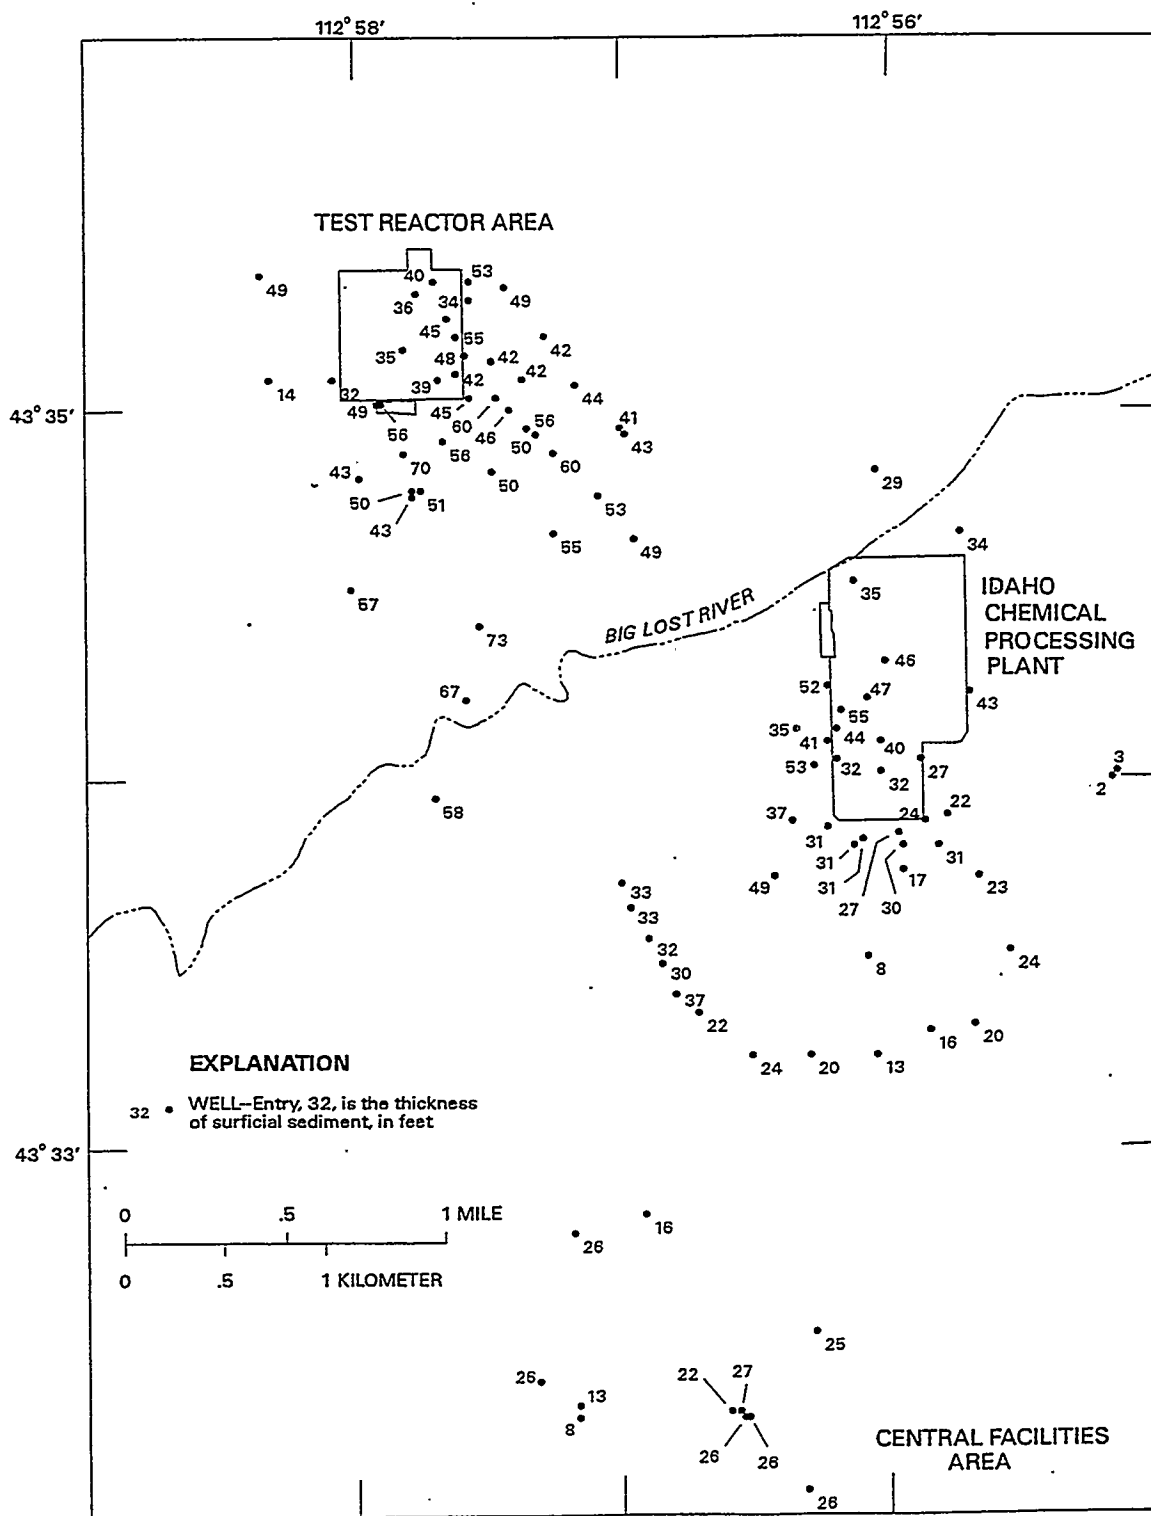 112° 58′ 112° 56′
TEST REACTOR AREA
49
40 53
36 34 49
45 55
42
35 48 42
14 32 39 42 42 44
43° 35′
49 56 45 60 46 56 50 41 43
56
43 70 50 60 29
50 51 53
43
55 49 34
57
35
IDAHO
CHEMICAL
PROCESSING
PLANT
BIG LOST RIVER
73
46
67 52 47 43
55
35 41 44 40
53 32 32 27 3
2
58
37 24 22
31
31 31 31
49 27 30 17 23
33
33
32
30 8 24
37
22
16 20
24 20 13
EXPLANATION
32 WELL—Entry, 32, is the thickness
of surficial sediment, in feet
43° 33′
0 .5 1 MILE
0 .5 1 KILOMETER
16
26
25
26 22 27
13
8
26 26
CENTRAL FACILITIES
AREA
26